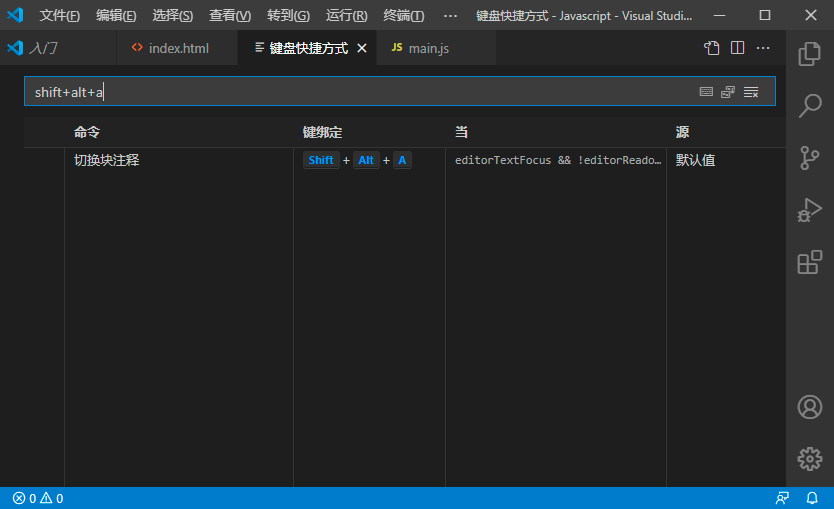 文件(F) 编辑(E) 选择(S) 查看(V) 转到(G) 运行(R) 终端(T) ··· 键盘快捷方式 - Javascript - Visual Studi...
入门 <> index.html 键盘快捷方式 JS main.js ···
shift+alt+a
命令 键绑定 当 源
切换块注释 Shift + Alt + A editorTextFocus && !editorReado… 默认值
0 0